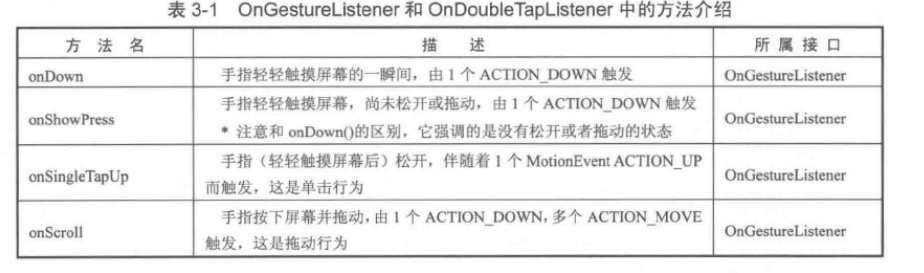 表 3-1 OnGestureListener 和 OnDoubleTapListener 中的方法介绍
方 法 名 描 述 所 属 接 口
onDown 手指轻轻触摸屏幕的一瞬间，由 1 个 ACTION_DOWN 触发 OnGestureListener
手指轻轻触摸屏幕，尚未松开或拖动，由 1 个 ACTION_DOWN 触发
onShowPress OnGestureListener
* 注意和 onDown()的区别，它强调的是没有松开或者拖动的状态
手指（轻轻触摸屏幕后）松开，伴随着 1 个 MotionEvent ACTION_UP
onSingleTapUp OnGestureListener
而触发，这是单击行为
手指按下屏幕并拖动，由 1 个 ACTION_DOWN，多个 ACTION_MOVE
onScroll OnGestureListener
触发，这是拖动行为